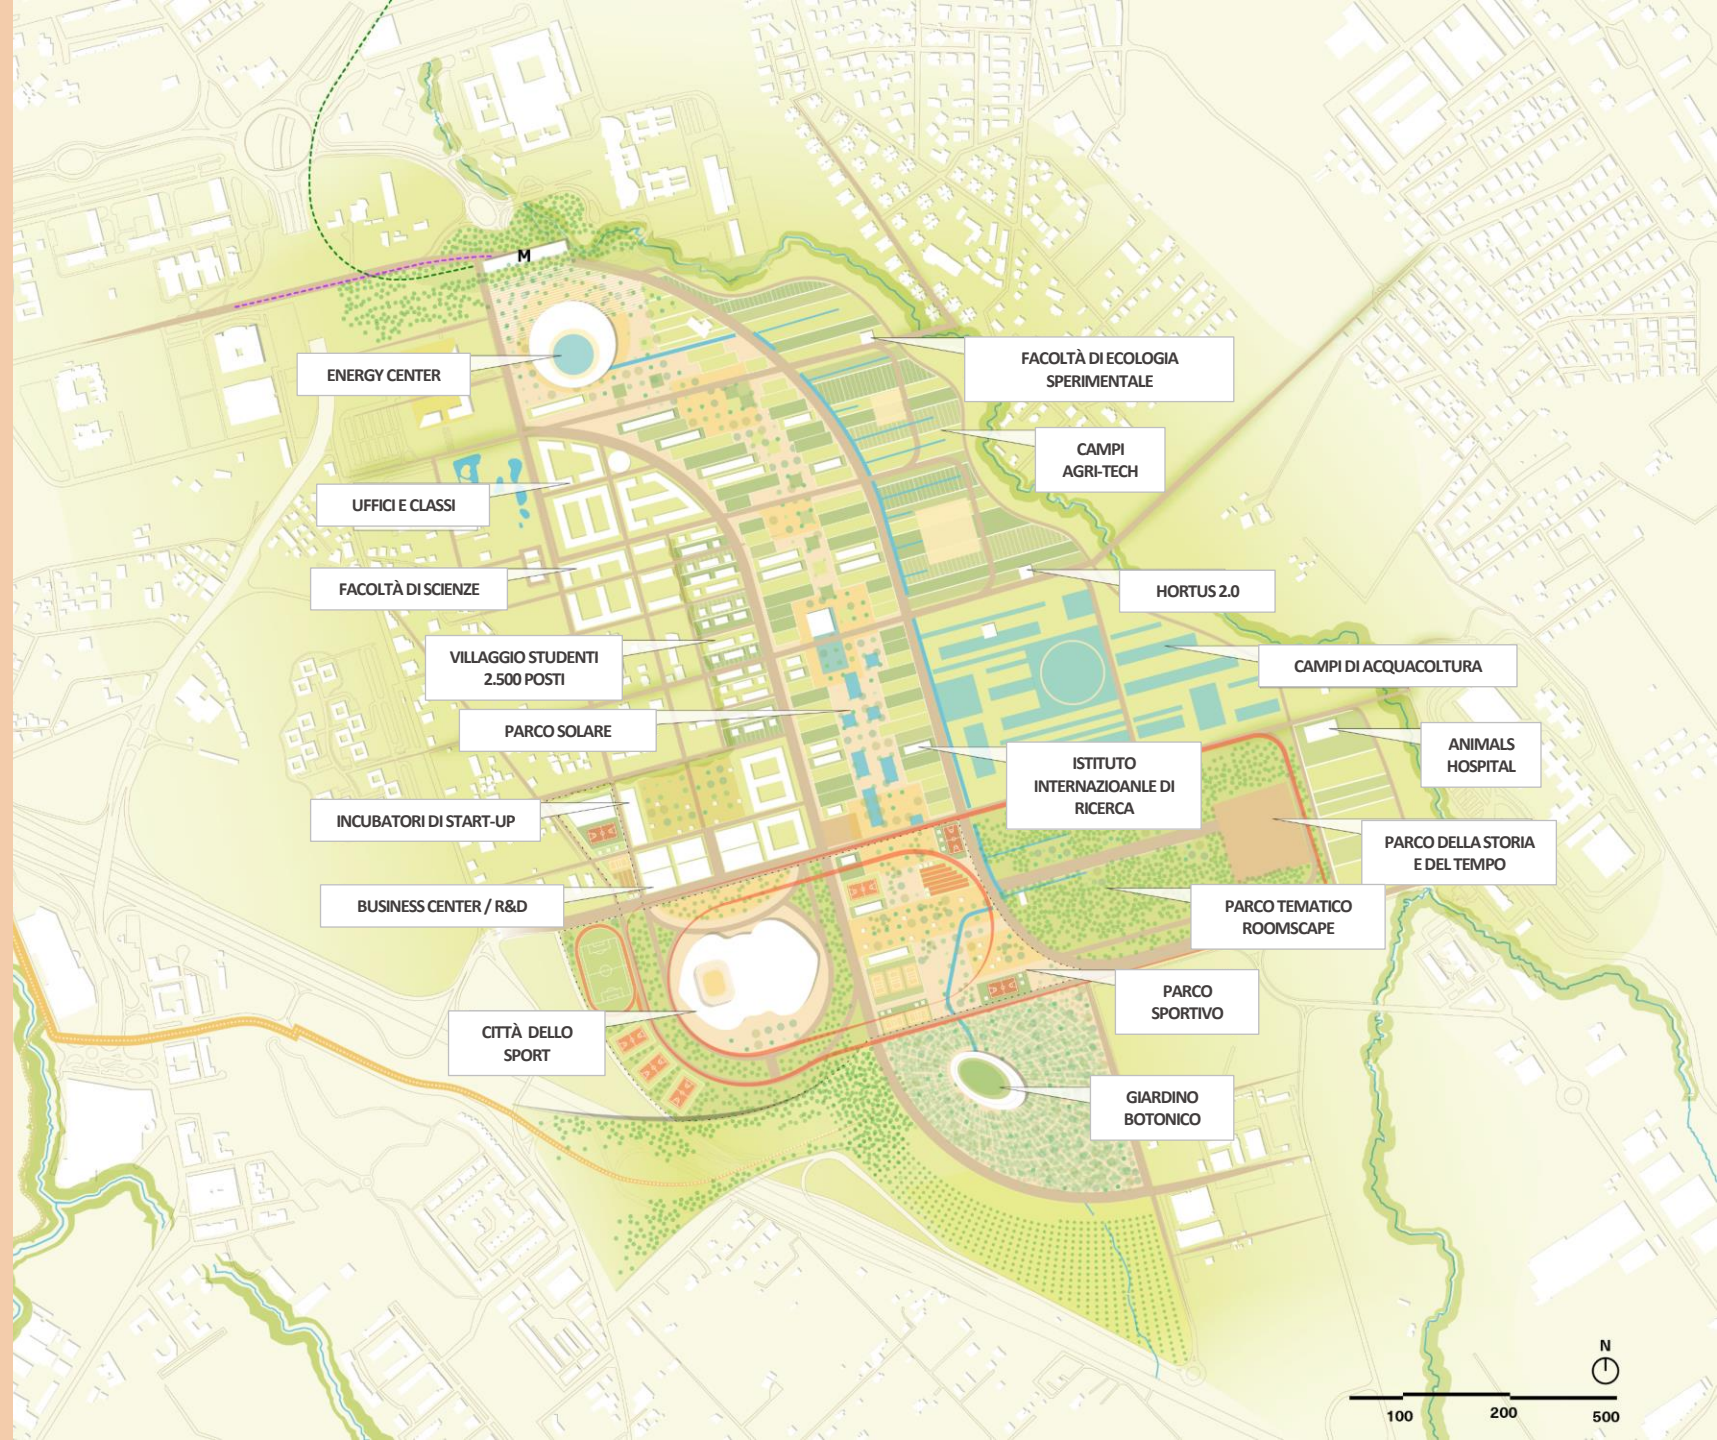 M
ENERGY CENTER
FACOLTÀ DI ECOLOGIA
SPERIMENTALE
CAMPI
AGRI-TECH
UFFICI E CLASSI
FACOLTÀ DI SCIENZE
HORTUS 2.0
VILLAGGIO STUDENTI
2.500 POSTI
CAMPI DI ACQUACOLTURA
PARCO SOLARE
ANIMALS
HOSPITAL
ISTITUTO
INTERNAZIOANLE DI
RICERCA
INCUBATORI DI START-UP
PARCO DELLA STORIA
E DEL TEMPO
BUSINESS CENTER / R&D
PARCO TEMATICO
ROOMSCAPE
PARCO
SPORTIVO
CITTÀ DELLO
SPORT
GIARDINO
BOTONICO
N
100
200
500